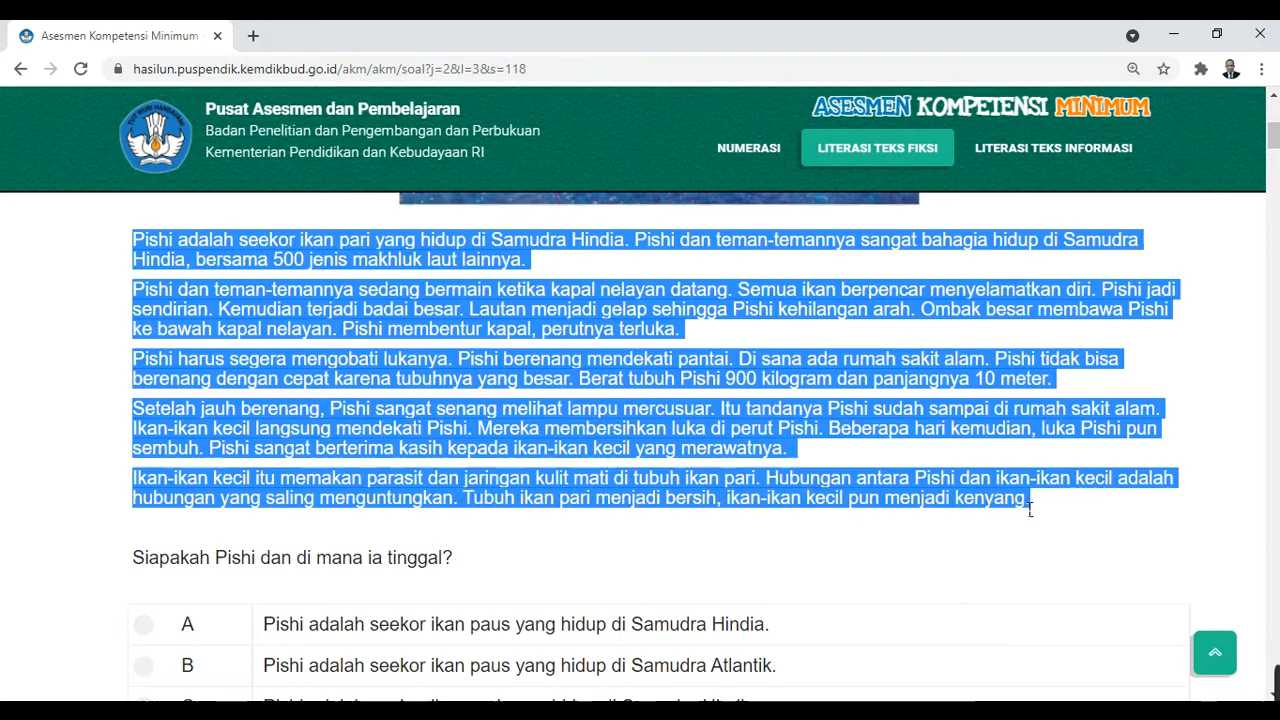 Asesmen Kompetensi Minimum
hasilun.puspendik.kemdikbud.go.id/akm/akm/soal?j=2&l=3&s=118
Pusat Asesmen dan Pembelajaran
Badan Penelitian dan Pengembangan dan Perbukuan
Kementerian Pendidikan dan Kebudayaan RI
ASESMEN KOMPETENSI MINIMUM
NUMERASI LITERASI TEKS FIKSI LITERASI TEKS INFORMASI
Pishi adalah seekor ikan pari yang hidup di Samudra Hindia. Pishi dan teman-temannya sangat bahagia hidup di Samudra
Hindia, bersama 500 jenis makhluk laut lainnya.
Pishi dan teman-temannya sedang bermain ketika kapal nelayan datang. Semua ikan berpencar menyelamatkan diri. Pishi jadi
sendirian. Kemudian terjadi badai besar. Lautan menjadi gelap sehingga Pishi kehilangan arah. Ombak besar membawa Pishi
ke bawah kapal nelayan. Pishi membentur kapal, perutnya terluka.
Pishi harus segera mengobati lukanya. Pishi berenang mendekati pantai. Di sana ada rumah sakit alam. Pishi tidak bisa
berenang dengan cepat karena tubuhnya yang besar. Berat tubuh Pishi 900 kilogram dan panjangnya 10 meter.
Setelah jauh berenang, Pishi sangat senang melihat lampu mercusuar. Itu tandanya Pishi sudah sampai di rumah sakit alam.
Ikan-ikan kecil langsung mendekati Pishi. Mereka membersihkan luka di perut Pishi. Beberapa hari kemudian, luka Pishi pun
sembuh. Pishi sangat berterima kasih kepada ikan-ikan kecil yang merawatnya.
Ikan-ikan kecil itu memakan parasit dan jaringan kulit mati di tubuh ikan pari. Hubungan antara Pishi dan ikan-ikan kecil adalah
hubungan yang saling menguntungkan. Tubuh ikan pari menjadi bersih, ikan-ikan kecil pun menjadi kenyang.
Siapakah Pishi dan di mana ia tinggal?
A Pishi adalah seekor ikan paus yang hidup di Samudra Hindia.
B Pishi adalah seekor ikan paus yang hidup di Samudra Atlantik.